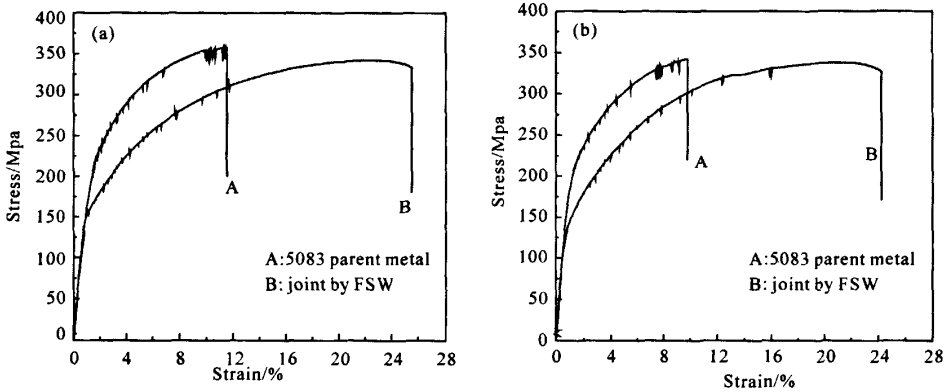 (a)
400
350
300
250
200
150
100
50
0
Stress/Mpa
A
B
A:5083 parent metal
B: joint by FSW
0 4 8 12 16 20 24 28
Strain/%
(b)
400
350
300
250
200
150
100
50
0
Stress/Mpa
A
B
A:5083 parent metal
B: joint by FSW
0 4 8 12 16 20 24 28
Strain/%